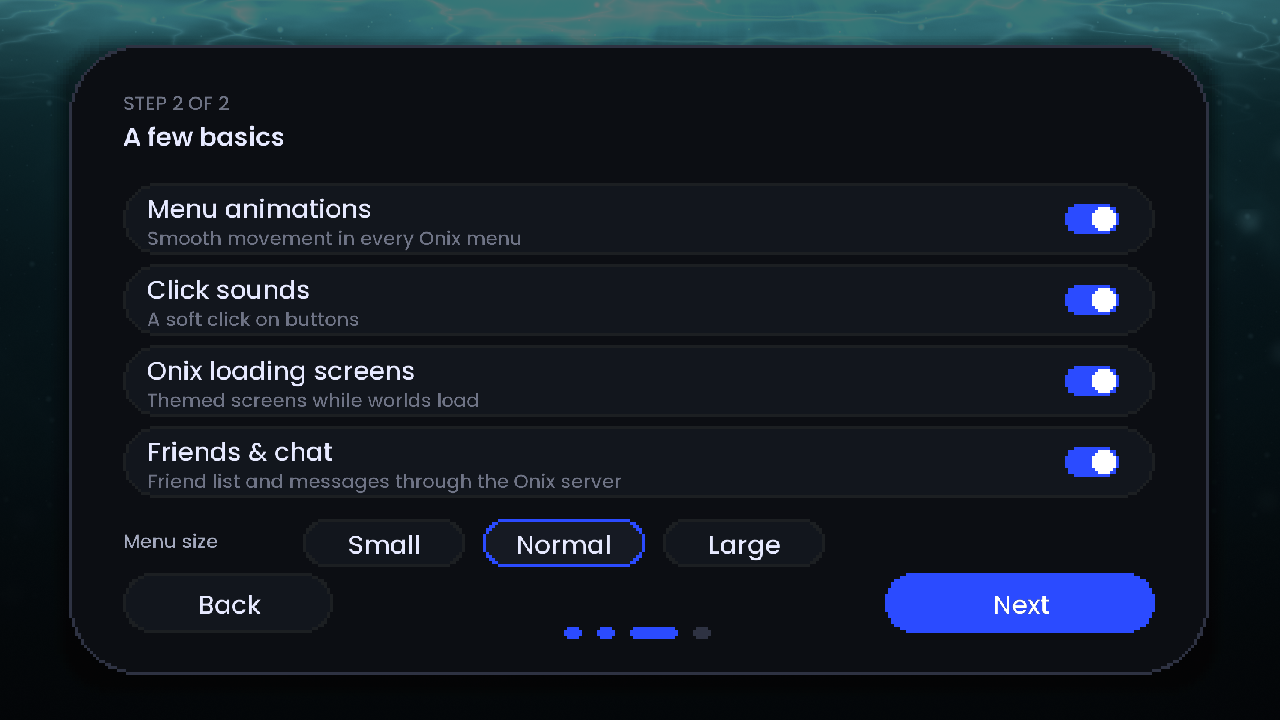 STEP 2 OF 2
A few basics
Menu animations
Smooth movement in every Onix menu
Click sounds
A soft click on buttons
Onix loading screens
Themed screens while worlds load
Friends & chat
Friend list and messages through the Onix server
Menu size Small Normal Large
Back Next